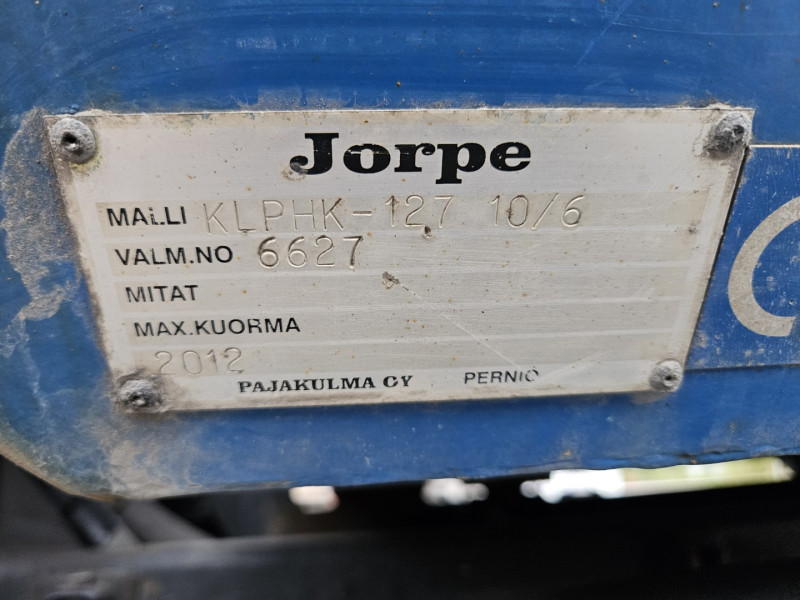 Jorpe
MALLI KLPHK-127 10/6
VALM.NO 6627
MITAT
MAX.KUORMA
2012
PAJAKULMA OY PERNIÖ